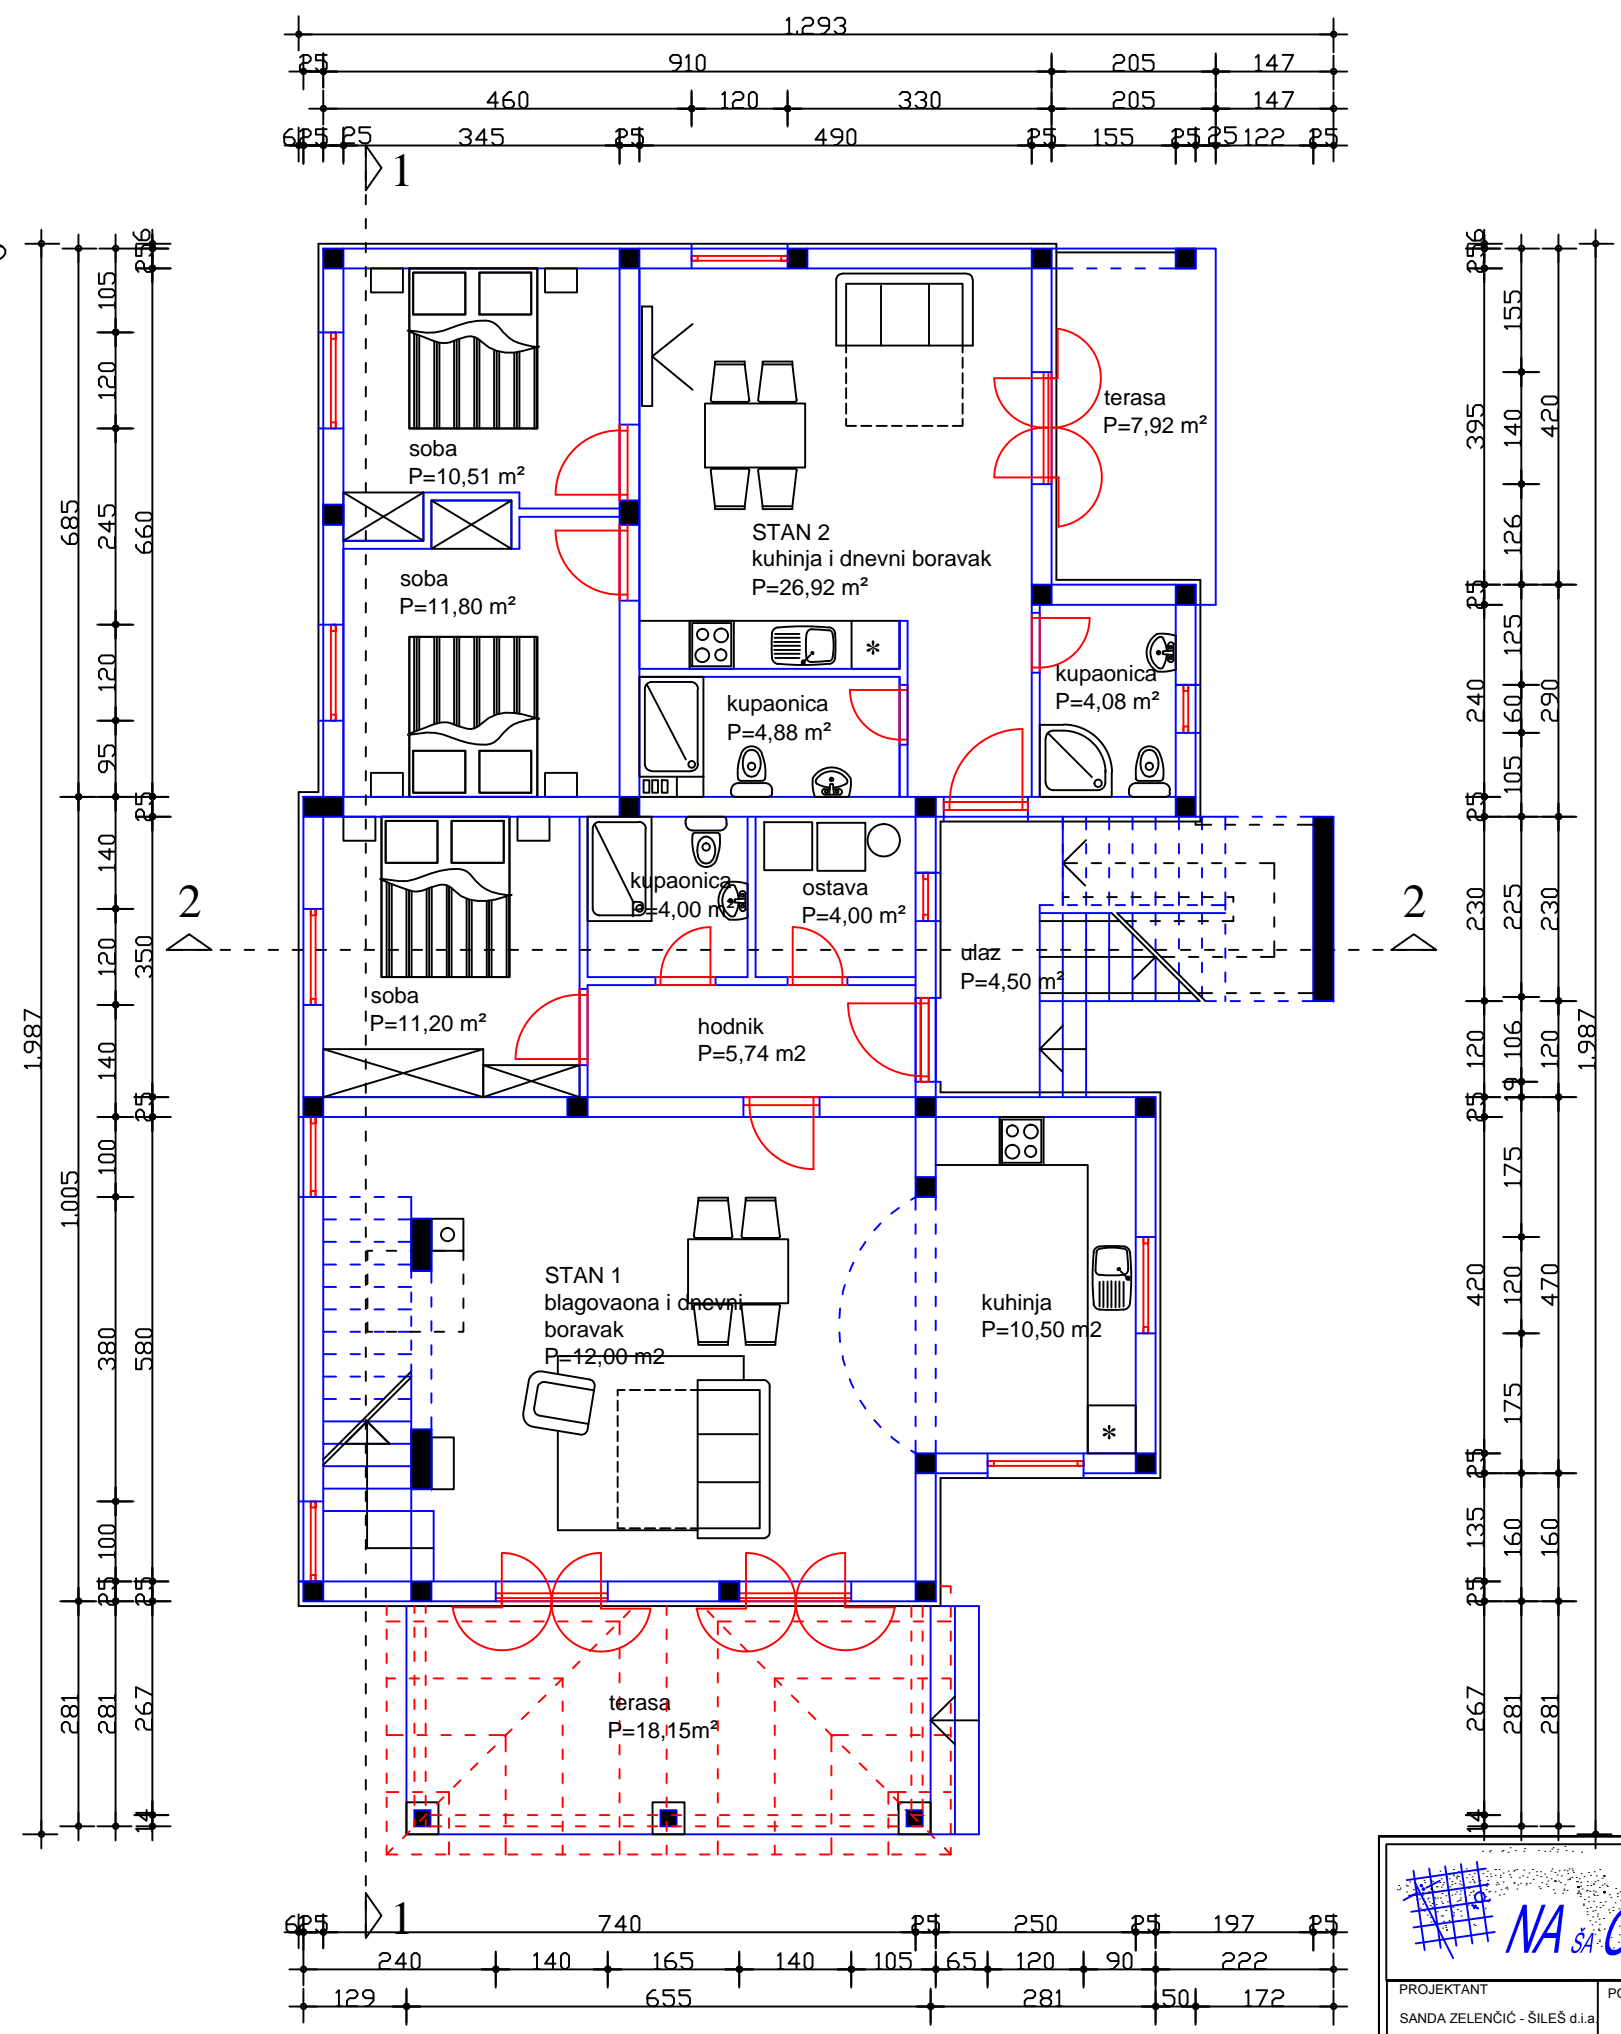 1.293
25 910 205 147
460 120 330 205 147
6 25 25 345 25 490 25 155 25 25 122 25
1
256 105 120 245 120 95
685 660
25 140 120 140 350
1.987 1.005
25 100 380 100 580
25 25
281 281 267
14
soba
P=10,51 m²
soba
P=11,80 m²
STAN 2
kuhinja i dnevni boravak
P=26,92 m²
terasa
P=7,92 m²
*
kupaonica
P=4,88 m²
kupaonica
P=4,08 m²
2
kupaonica
P=4,00 m²
ostava
P=4,00 m²
ulaz
P=4,50 m²
2
soba
P=11,20 m²
hodnik
P=5,74 m2
STAN 1
blagovaona i dnevni
boravak
P=12,00 m2
kuhinja
P=10,50 m2
*
terasa
P=18,15m²
256 155
395 140 420
126
25 125
240 60 290
105
25
230 225 230
120 106 120
19
25 175
420 120 470
175
25
135 160 160
25
267 281 281
14
1.987
1
6 25 740 25 250 25 197 25
240 140 165 140 105 65 120 90 222
129 655 281 50 172
NA ŠA
PROJEKTANT
SANDA ZELENČIĆ - ŠILEŠ d.i.a.